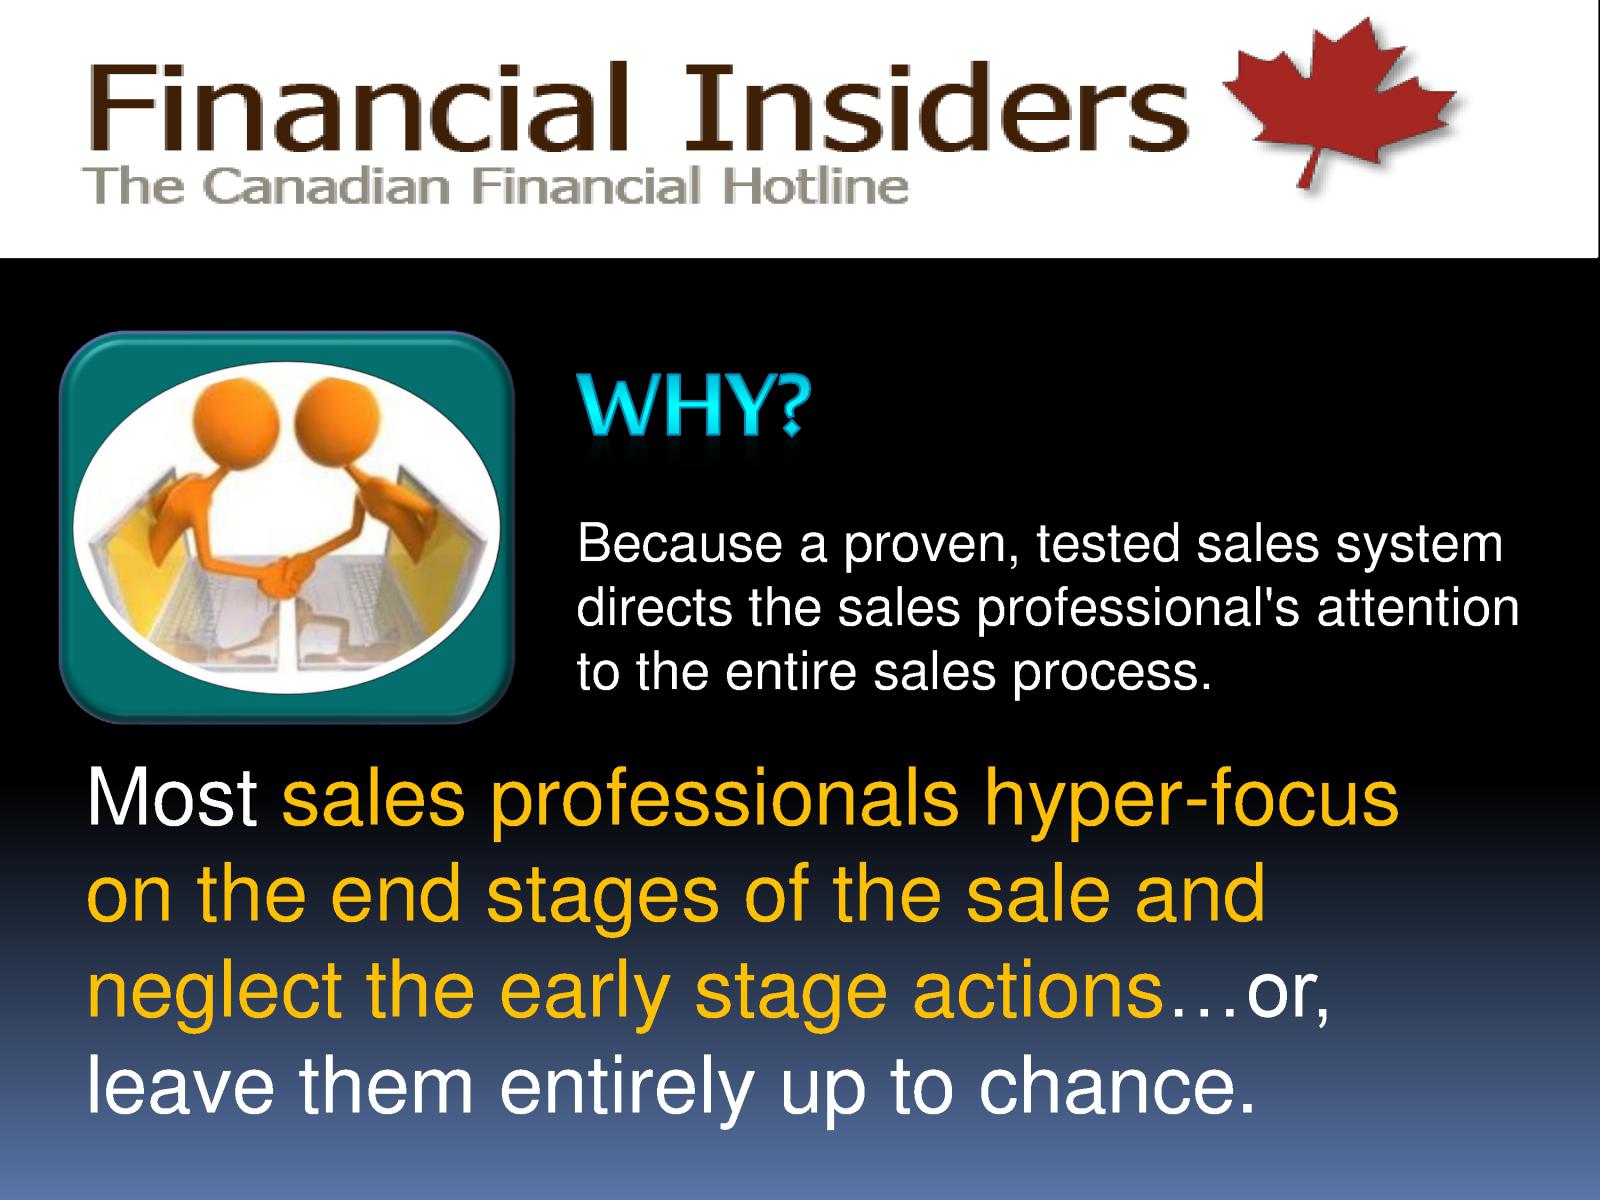 Financial Insiders
The Canadian Financial Hotline
WHY?
Because a proven, tested sales system
directs the sales professional's attention
to the entire sales process.
Most sales professionals hyper-focus
on the end stages of the sale and
neglect the early stage actions…or,
leave them entirely up to chance.